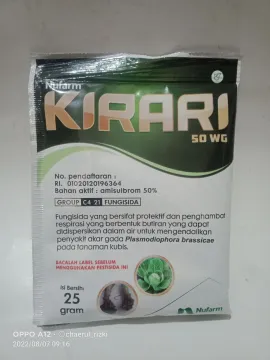 Nufarm
KIRARI
50 WG
No. pendaftaran :
RI. 01020120196364
Bahan aktif : amisulbrom 50%
GROUP C4 21 FUNGISIDA
Fungisida yang bersifat protektif dan penghambat
respirasi yang berbentuk butiran yang dapat
didispersikan dalam air untuk mengendalikan
penyakit akar gada Plasmodiophora brassicae
pada tanaman kubis.
BACALAH LABEL SEBELUM
MENGGUNAKAN PESTISIDA INI
Isi Bersih:
25
gram
Nufarm
OPPO A12 · @chaerul rizki
2022/08/01 09:16